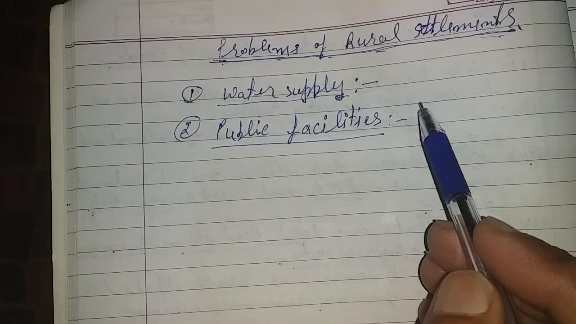 Problems of Rural Settlements.
① Water supply:-
② Public facilities:-